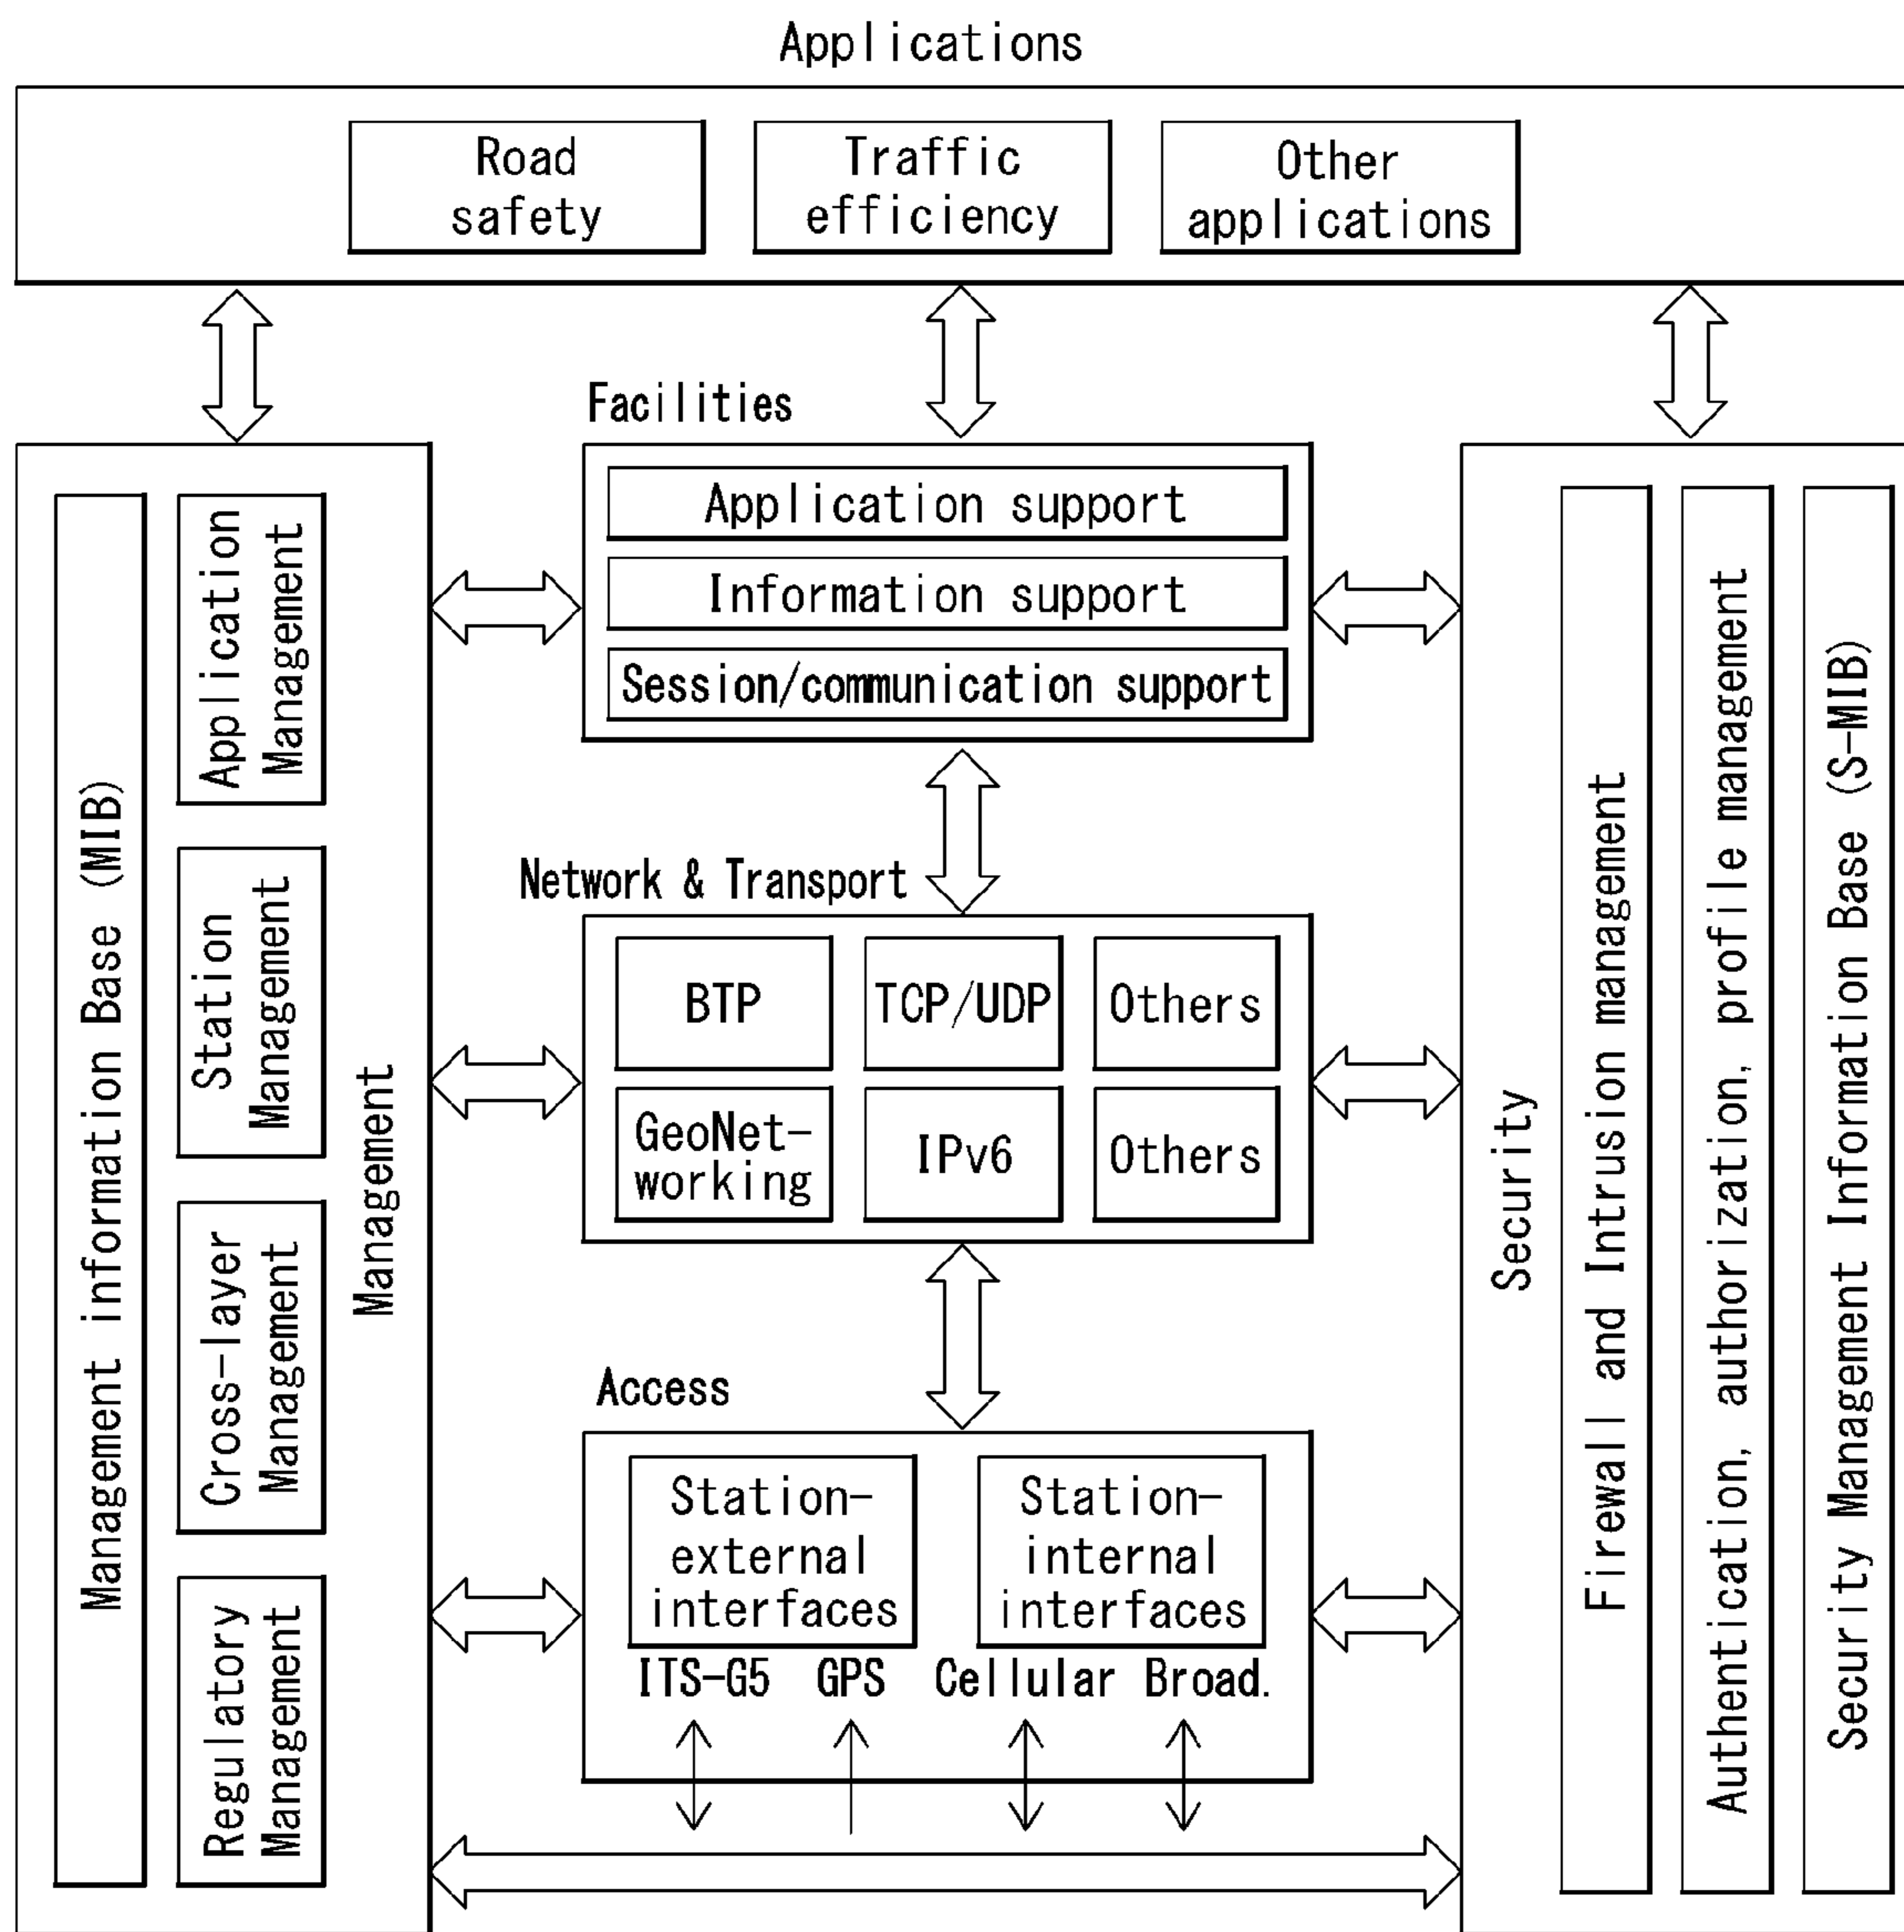 Applications
Road
safety
Traffic
efficiency
Other
applications
Management information Base (MIB)
Application
Management
Station
Management
Cross-layer
Management
Regulatory
Management
Management
Facilities
Application support
Information support
Session/communication support
Network & Transport
BTP
TCP/UDP
Others
GeoNet-
working
IPv6
Others
Access
Station-
external
interfaces
Station-
internal
interfaces
ITS-G5 GPS Cellular Broad.
Security
Firewall and Intrusion management
Authentication, authorization, profile management
Security Management Information Base (S-MIB)